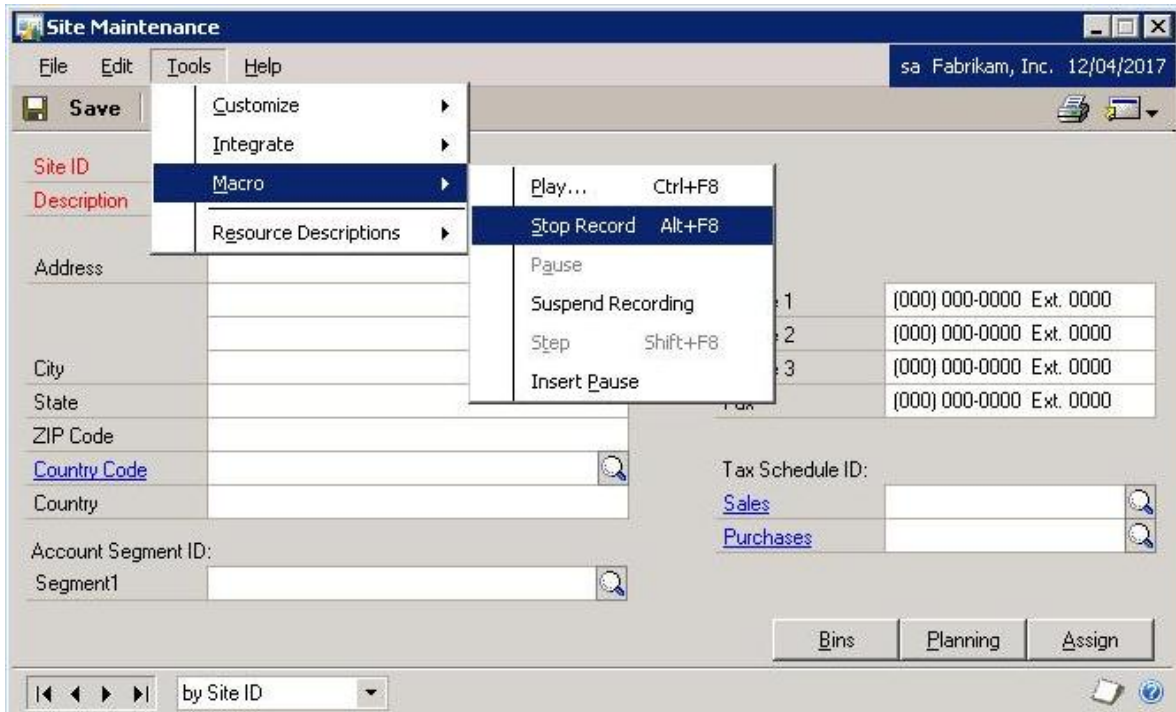 Site Maintenance
File Edit Tools Help sa Fabrikam, Inc. 12/04/2017
Save
Customize
Integrate
Macro
Resource Descriptions
Play... Ctrl+F8
Stop Record Alt+F8
Pause
Suspend Recording
Step Shift+F8
Insert Pause
Site ID
Description
Address
1 (000) 000-0000 Ext. 0000
2 (000) 000-0000 Ext. 0000
City 3 (000) 000-0000 Ext. 0000
State Fax (000) 000-0000 Ext. 0000
ZIP Code
Country Code Tax Schedule ID:
Country Sales
Purchases
Account Segment ID:
Segment1
Bins Planning Assign
by Site ID